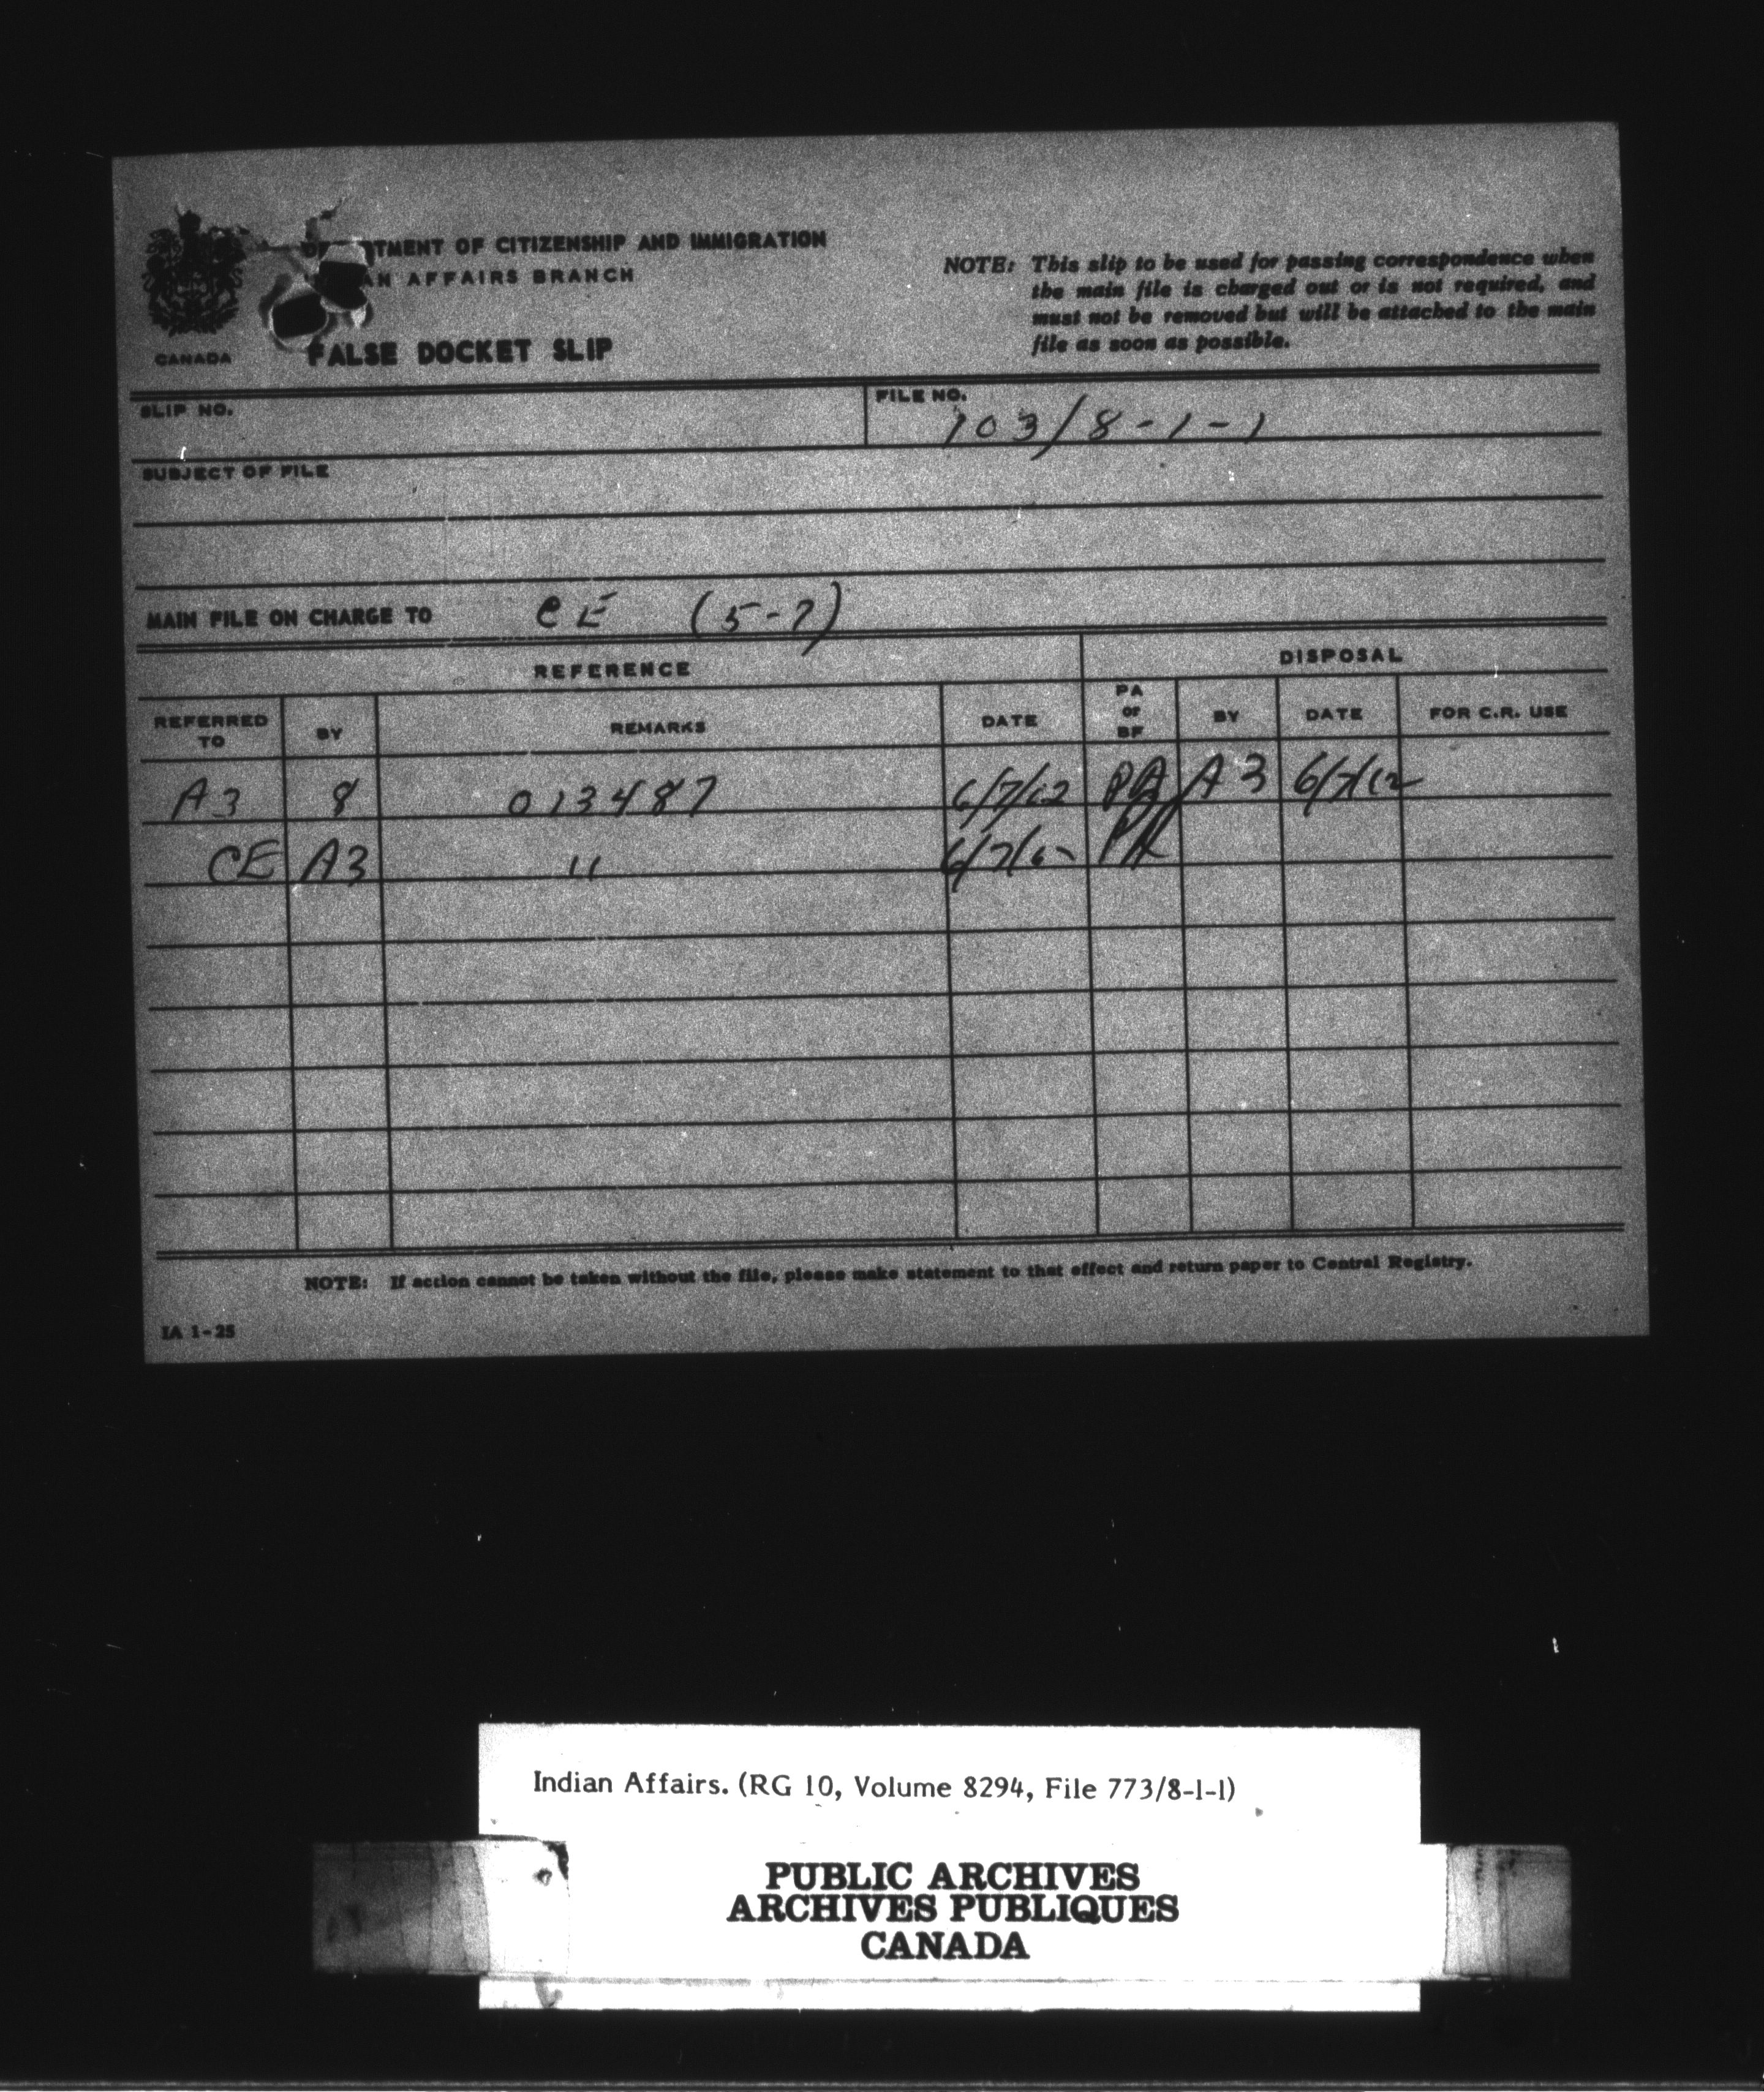 TMENT OF CITIZENSHIP AND IMMIGRATION
AN AFFAIRS BRANCH
CANADA
FALSE DOCKET SLIP
NOTE: This slip to be used for passing correspondence when
the main file is charged out or is not required, and
must not be removed but will be attached to the main
file as soon as possible.
SLIP NO.
FILE NO.
103/8-1-1
SUBJECT OF FILE
MAIN FILE ON CHARGE TO CE (5-7)
REFERENCE
DISPOSAL
REFERRED TO
BY
REMARKS
DATE
PA or BF
BY
DATE
FOR C.R. USE
A3 8 013487 6/7/62 PA A3 6/7/62
CE A3 " 6/7/62 PA
NOTE: If action cannot be taken without the file, please make statement to that effect and return paper to Central Registry.
IA 1-25
Indian Affairs. (RG 10, Volume 8294, File 773/8-1-1)
PUBLIC ARCHIVES
ARCHIVES PUBLIQUES
CANADA